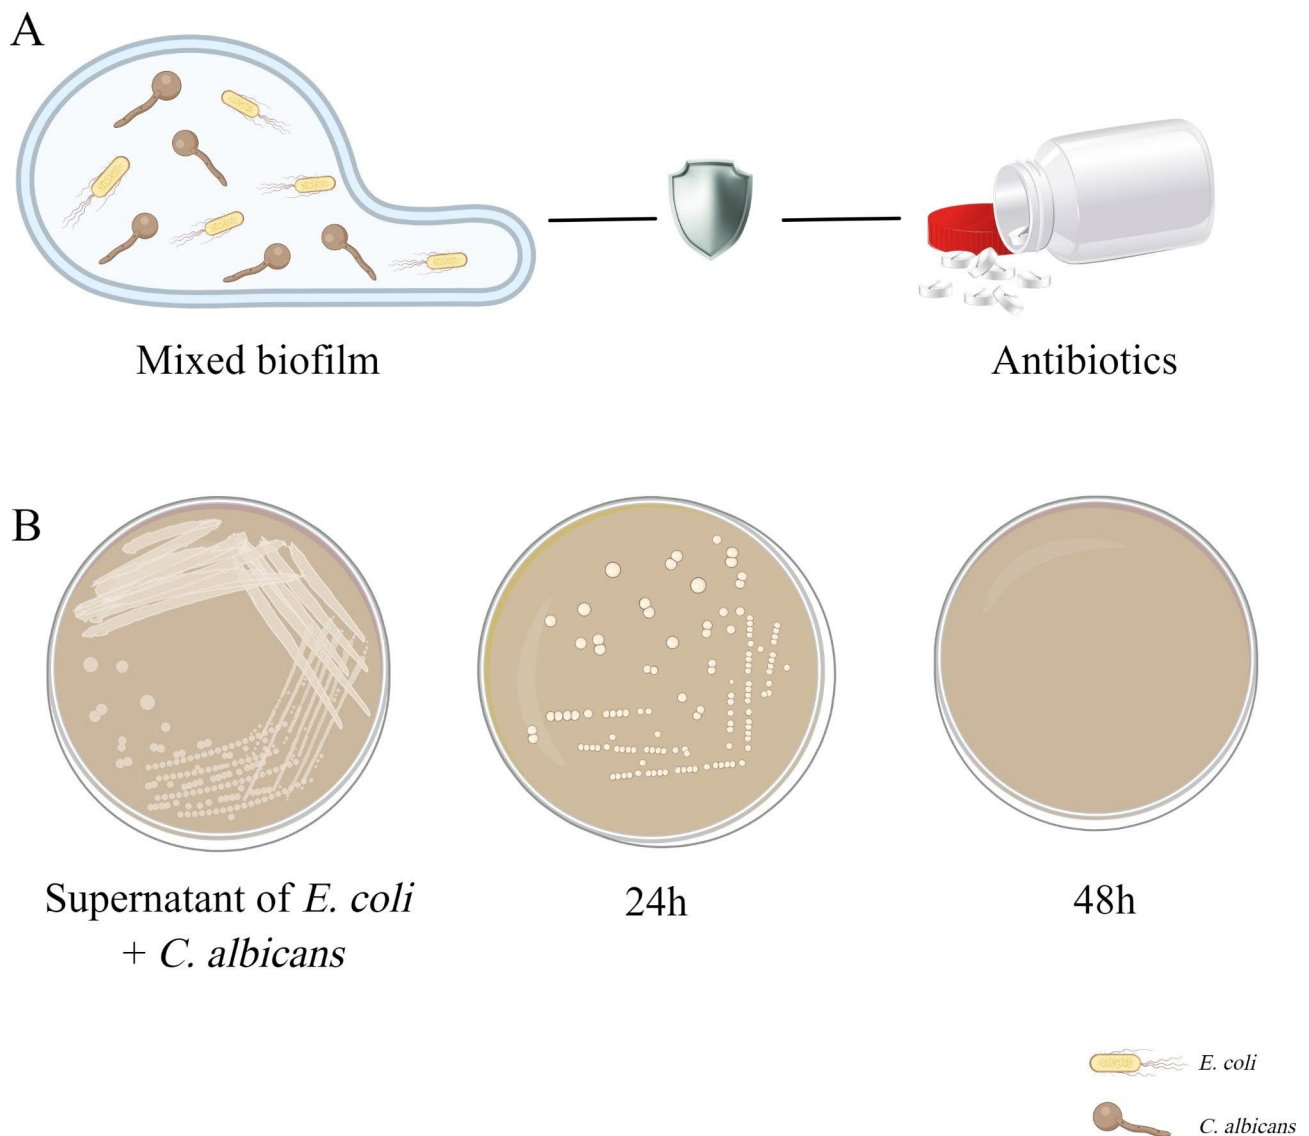 A
Mixed biofilm
Antibiotics
B
Supernatant of E. coli
+ C. albicans
24h
48h
E. coli
C. albicans